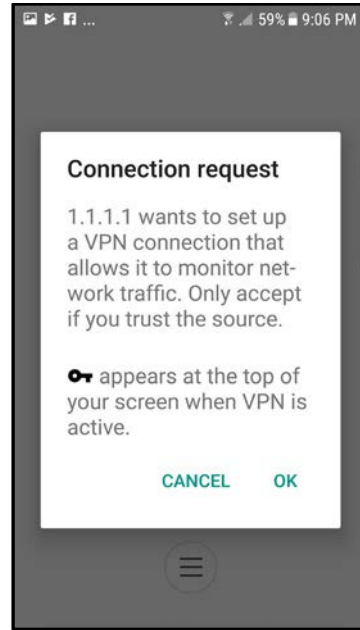 ... 59% 9:06 PM
Connection request
1.1.1.1 wants to set up
a VPN connection that
allows it to monitor net-
work traffic. Only accept
if you trust the source.
appears at the top of
your screen when VPN is
active.
CANCEL OK